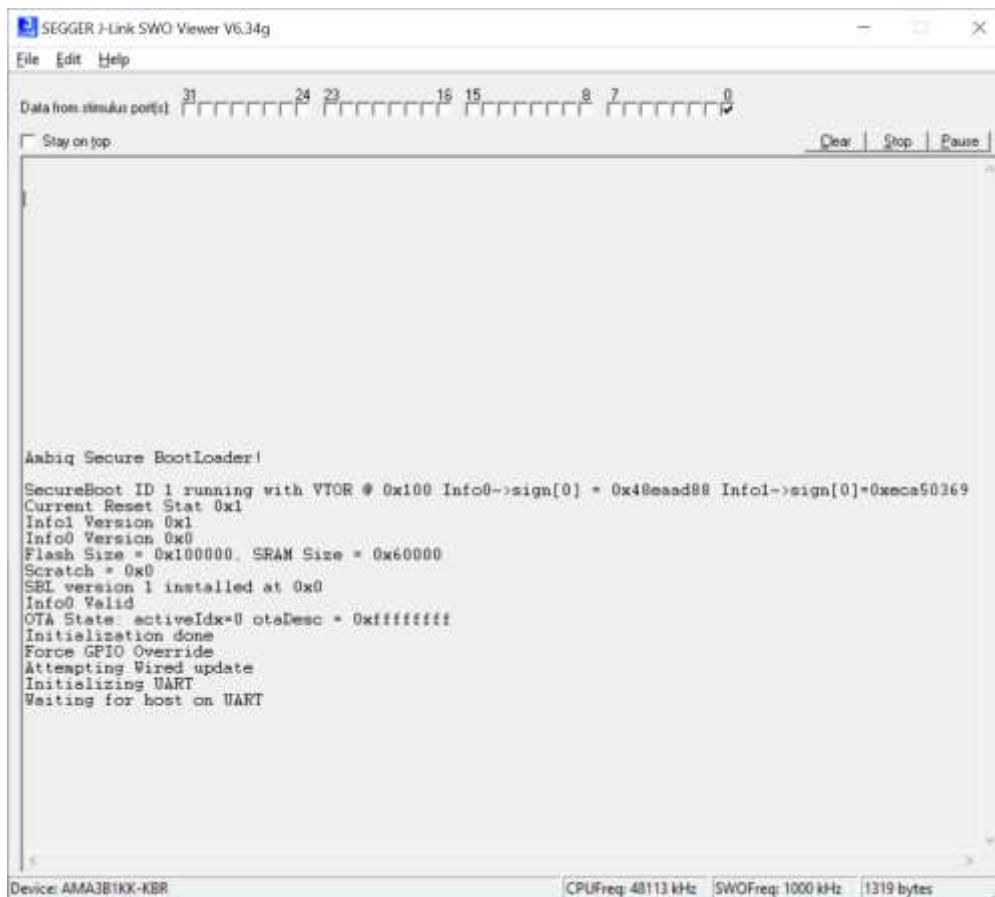 SEGGER J-Link SWO Viewer V6.34g
File Edit Help
Data from stimulus port(s): 31 24 23 16 15 8 7 0
Stay on top Clear Stop Pause
Ambiq Secure BootLoader!
SecureBoot ID 1 running with VTOR @ 0x100 Info0->sign[0] = 0x48eaad88 Info1->sign[0]=0xeca50369
Current Reset Stat 0x1
Info1 Version 0x1
Info0 Version 0x0
Flash Size = 0x100000, SRAM Size = 0x60000
Scratch = 0x0
SBL version 1 installed at 0x0
Info0 Valid
OTA State: activeIdx=0 otaDesc = 0xffffffff
Initialization done
Force GPIO Override
Attempting Wired update
Initializing UART
Waiting for host on UART
Device: AMA3B1KK-KBR CPUFreq: 48113 kHz SWOFreq: 1000 kHz 1319 bytes